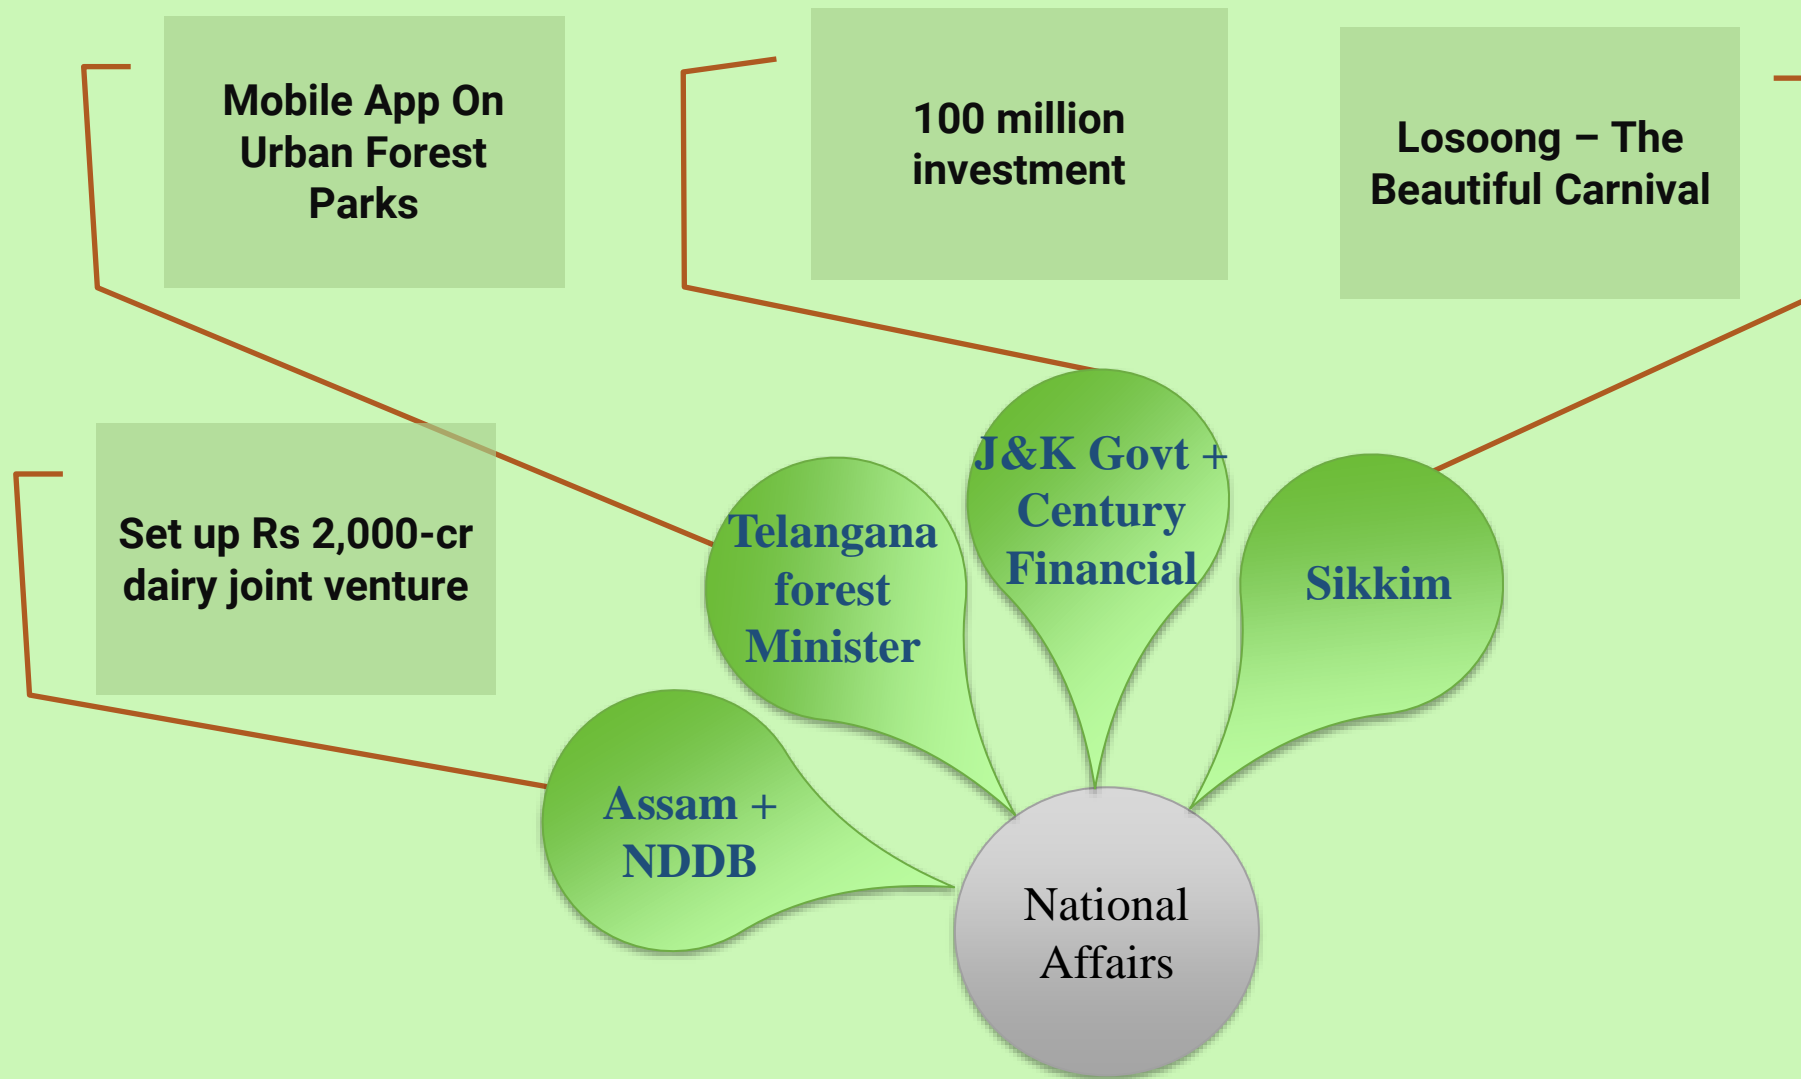 Mobile App On
Urban Forest
Parks
100 million
investment
Losoong – The
Beautiful Carnival
Set up Rs 2,000-cr
dairy joint venture
Telangana
forest
Minister
J&K Govt +
Century
Financial
Sikkim
Assam +
NDDB
National
Affairs